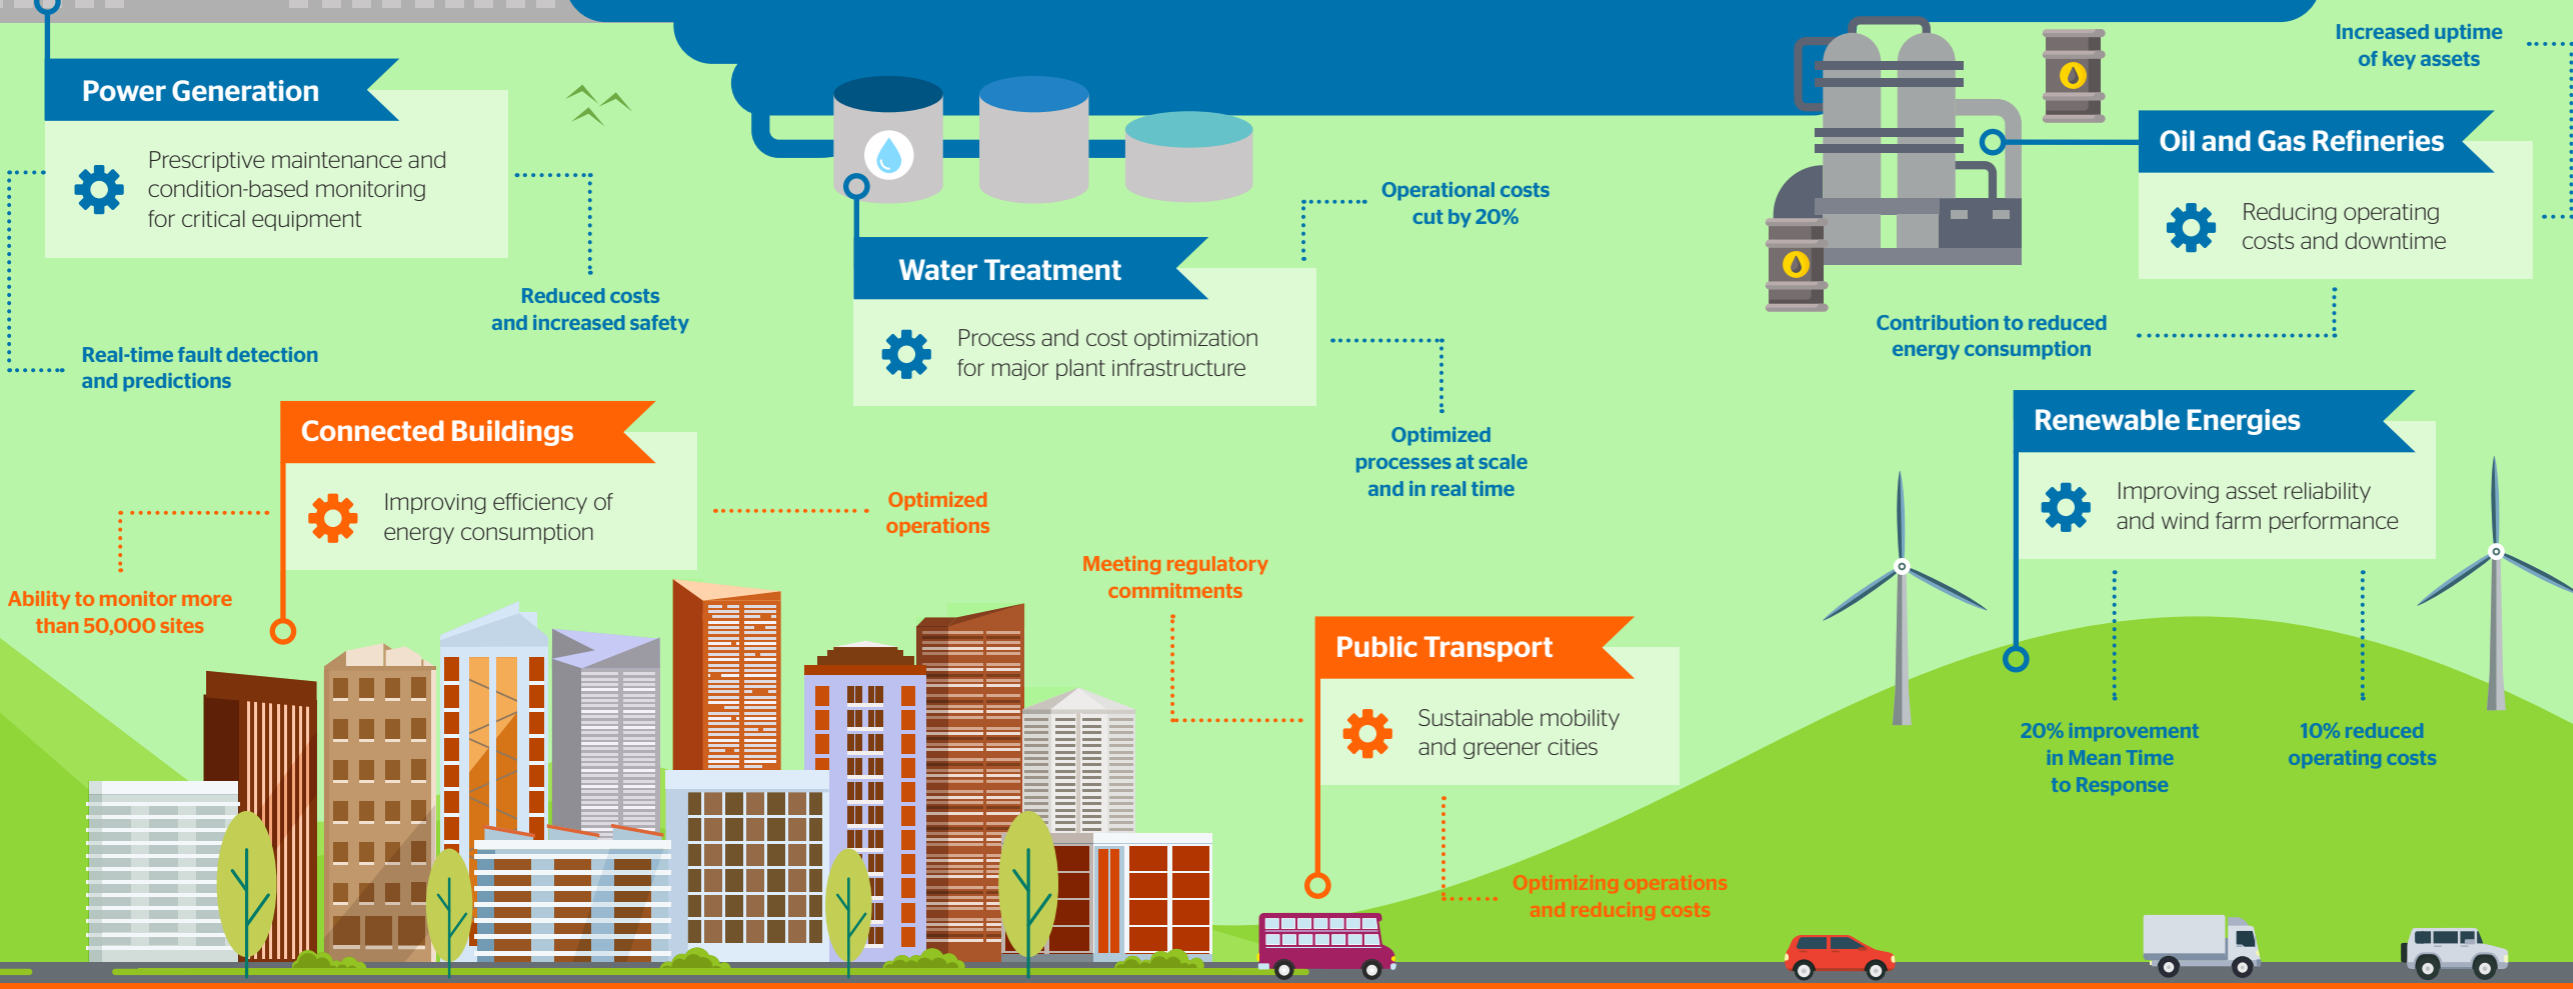 Power Generation
Prescriptive maintenance and
condition-based monitoring
for critical equipment
Reduced costs
and increased safety
Real-time fault detection
and predictions
Water Treatment
Process and cost optimization
for major plant infrastructure
Operational costs
cut by 20%
Optimized
processes at scale
and in real time
Increased uptime
of key assets
Oil and Gas Refineries
Reducing operating
costs and downtime
Contribution to reduced
energy consumption
Connected Buildings
Improving efficiency of
energy consumption
Ability to monitor more
than 50,000 sites
Optimized
operations
Meeting regulatory
commitments
Public Transport
Sustainable mobility
and greener cities
Optimizing operations
and reducing costs
Renewable Energies
Improving asset reliability
and wind farm performance
20% improvement
in Mean Time
to Response
10% reduced
operating costs